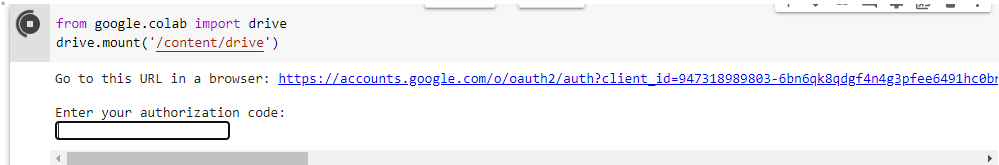 from google.colab import drive
drive.mount('/content/drive')
Go to this URL in a browser: https://accounts.google.com/o/oauth2/auth?client_id=947318989803-6bn6qk8qdgf4n4g3pfee6491hc0br
Enter your authorization code: